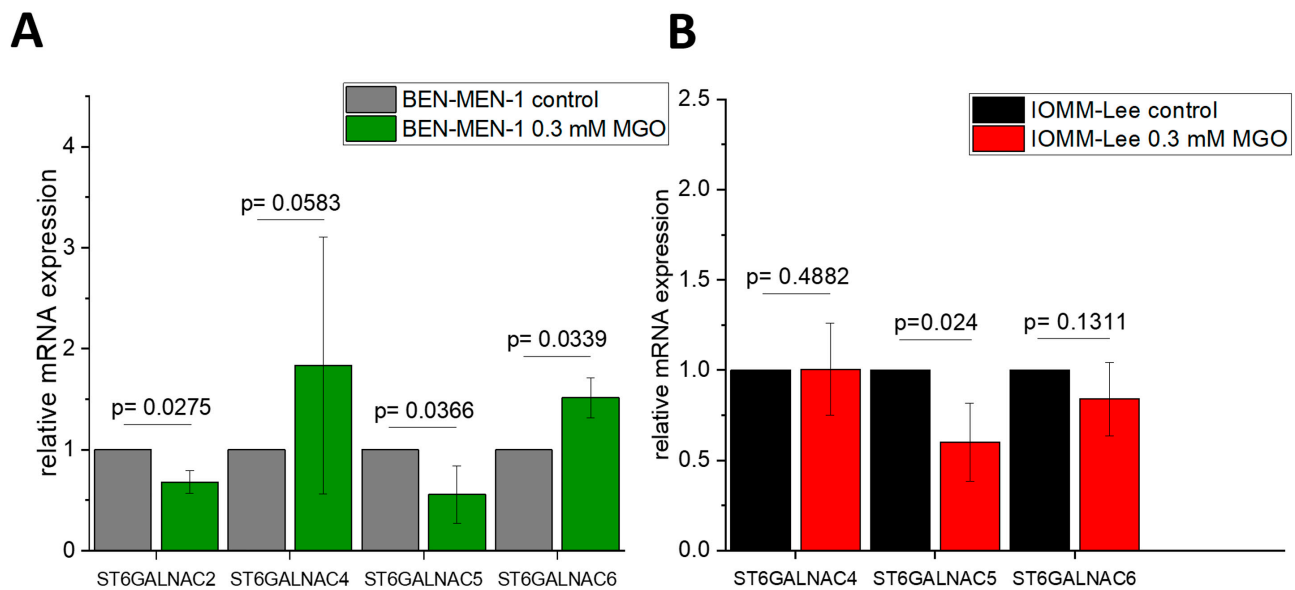 A
BEN-MEN-1 control
BEN-MEN-1 0.3 mM MGO
relative mRNA expression
4
3
2
1
0
p= 0.0275
p= 0.0583
p= 0.0366
p= 0.0339
ST6GALNAC2 ST6GALNAC4 ST6GALNAC5 ST6GALNAC6
B
IOMM-Lee control
IOMM-Lee 0.3 mM MGO
relative mRNA expression
2.5
2.0
1.5
1.0
0.5
0.0
p= 0.4882
p=0.024
p= 0.1311
ST6GALNAC4 ST6GALNAC5 ST6GALNAC6